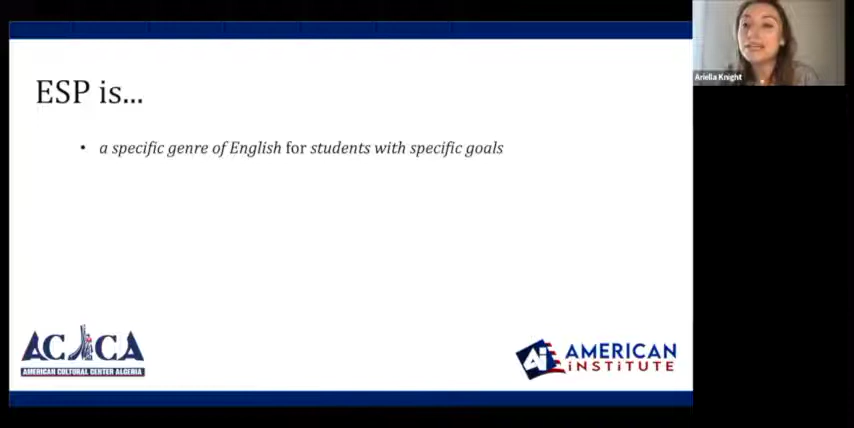 Ariella Knight
ESP is...
• a specific genre of English for students with specific goals
ACACA
AMERICAN CULTURAL CENTER ALGERIA
Ai AMERICAN
INSTITUTE